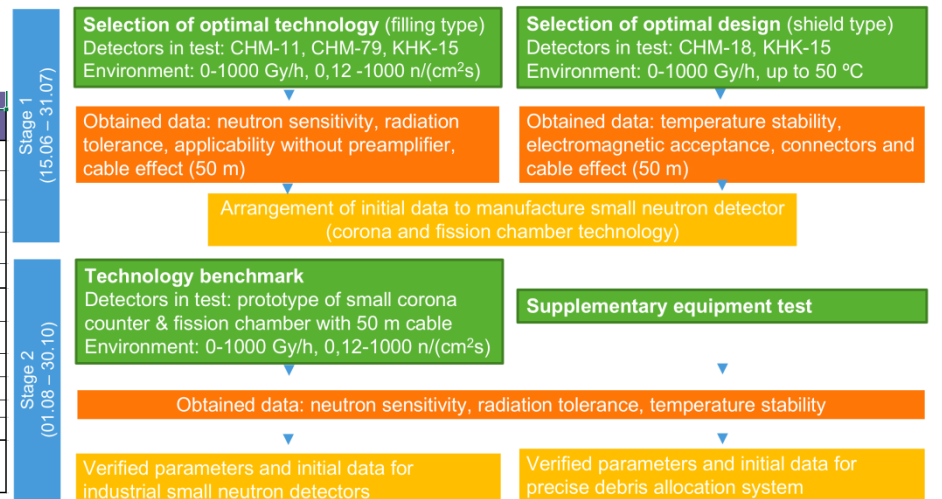 Stage 1
(15.06 – 31.07)
Selection of optimal technology (filling type)
Detectors in test: CHM-11, CHM-79, KHK-15
Environment: 0-1000 Gy/h, 0,12 -1000 n/(cm²s)
Selection of optimal design (shield type)
Detectors in test: CHM-18, KHK-15
Environment: 0-1000 Gy/h, up to 50 ºC
Obtained data: neutron sensitivity, radiation
tolerance, applicability without preamplifier,
cable effect (50 m)
Obtained data: temperature stability,
electromagnetic acceptance, connectors and
cable effect (50 m)
Arrangement of initial data to manufacture small neutron detector
(corona and fission chamber technology)
Stage 2
(01.08 – 30.10)
Technology benchmark
Detectors in test: prototype of small corona
counter & fission chamber with 50 m cable
Environment: 0-1000 Gy/h, 0,12-1000 n/(cm²s)
Supplementary equipment test
Obtained data: neutron sensitivity, radiation tolerance, temperature stability
Verified parameters and initial data for
industrial small neutron detectors
Verified parameters and initial data for
precise debris allocation system